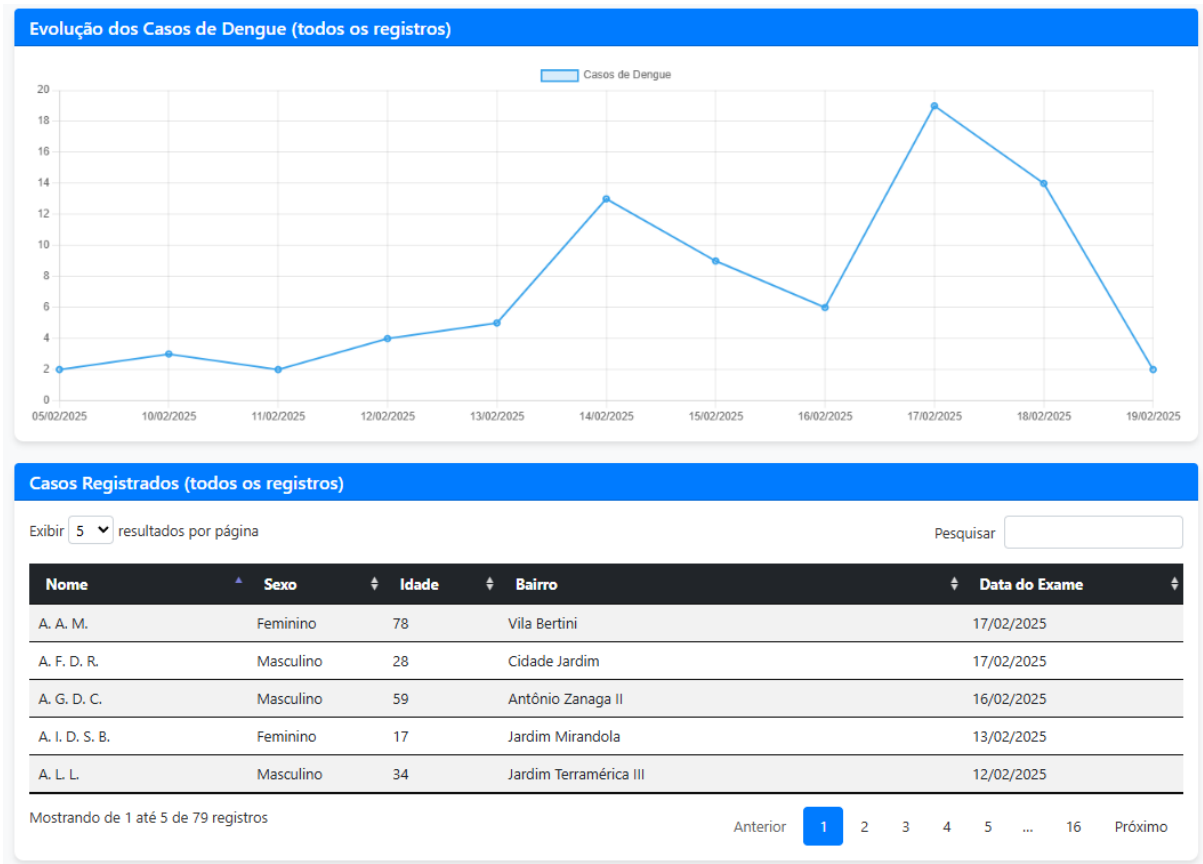 Evolução dos Casos de Dengue (todos os registros)
Casos de Dengue
20
18
16
14
12
10
8
6
4
2
0
05/02/2025 10/02/2025 11/02/2025 12/02/2025 13/02/2025 14/02/2025 15/02/2025 16/02/2025 17/02/2025 18/02/2025 19/02/2025
Casos Registrados (todos os registros)
Exibir 5 resultados por página Pesquisar
Nome Sexo Idade Bairro Data do Exame
A. A. M. Feminino 78 Vila Bertini 17/02/2025
A. F. D. R. Masculino 28 Cidade Jardim 17/02/2025
A. G. D. C. Masculino 59 Antônio Zanaga II 16/02/2025
A. I. D. S. B. Feminino 17 Jardim Mirandola 13/02/2025
A. L. L. Masculino 34 Jardim Terramérica III 12/02/2025
Mostrando de 1 até 5 de 79 registros Anterior 1 2 3 4 5 ... 16 Próximo